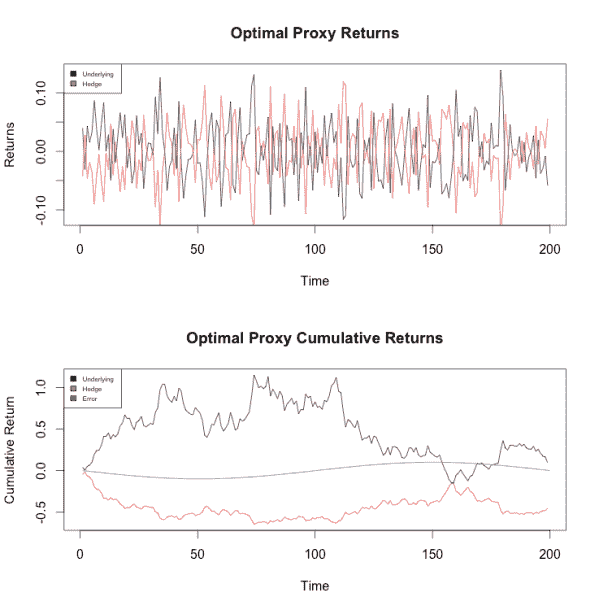 Optimal Proxy Returns
Underlying
Hedge
Returns
0.10
0.00
-0.10
0 50 100 150 200
Time
Optimal Proxy Cumulative Returns
Underlying
Hedge
Error
Cumulative Return
1.0
0.5
0.0
-0.5
0 50 100 150 200
Time